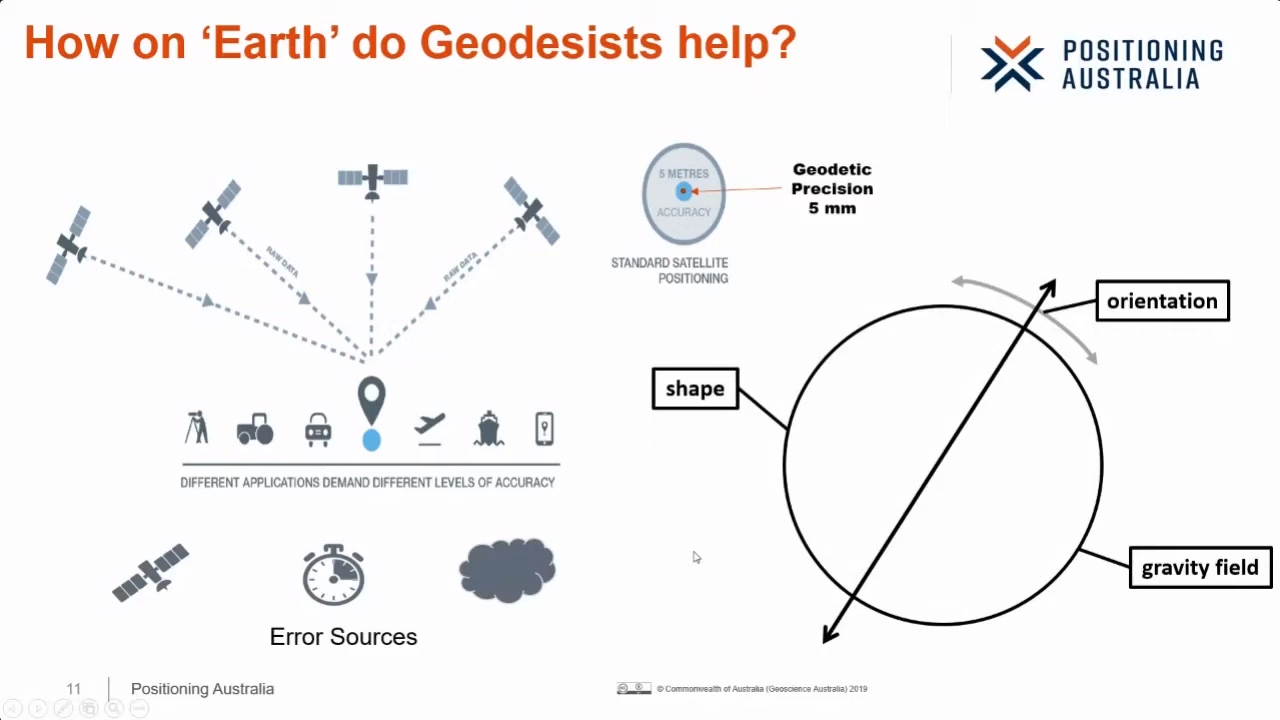 How on ‘Earth’ do Geodesists help?
POSITIONING
AUSTRALIA
5 METRES
ACCURACY
Geodetic
Precision
5 mm
STANDARD SATELLITE
POSITIONING
RAW DATA
RAW DATA
orientation
shape
DIFFERENT APPLICATIONS DEMAND DIFFERENT LEVELS OF ACCURACY
gravity field
Error Sources
11
Positioning Australia
© Commonwealth of Australia (Geoscience Australia) 2019